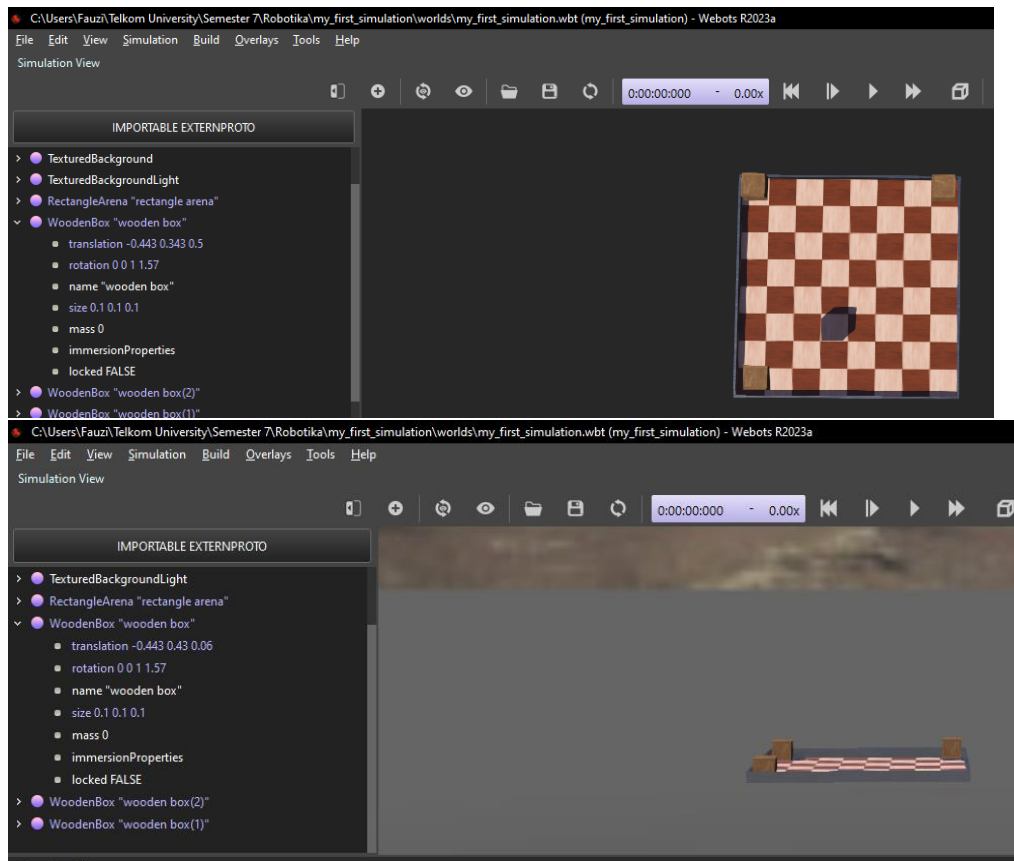 C:\Users\Fauzi\Telkom University\Semester 7\Robotika\my_first_simulation\worlds\my_first_simulation.wbt (my_first_simulation) - Webots R2023a
File Edit View Simulation Build Overlays Tools Help
Simulation View
0:00:00:000 - 0.00x
IMPORTABLE EXTERNPROTO
TexturedBackground
TexturedBackgroundLight
RectangleArena "rectangle arena"
WoodenBox "wooden box"
translation -0.443 0.343 0.5
rotation 0 0 1 1.57
name "wooden box"
size 0.1 0.1 0.1
mass 0
immersionProperties
locked FALSE
WoodenBox "wooden box(2)"
WoodenBox "wooden box(1)"
C:\Users\Fauzi\Telkom University\Semester 7\Robotika\my_first_simulation\worlds\my_first_simulation.wbt (my_first_simulation) - Webots R2023a
File Edit View Simulation Build Overlays Tools Help
Simulation View
0:00:00:000 - 0.00x
IMPORTABLE EXTERNPROTO
TexturedBackgroundLight
RectangleArena "rectangle arena"
WoodenBox "wooden box"
translation -0.443 0.43 0.06
rotation 0 0 1 1.57
name "wooden box"
size 0.1 0.1 0.1
mass 0
immersionProperties
locked FALSE
WoodenBox "wooden box(2)"
WoodenBox "wooden box(1)"